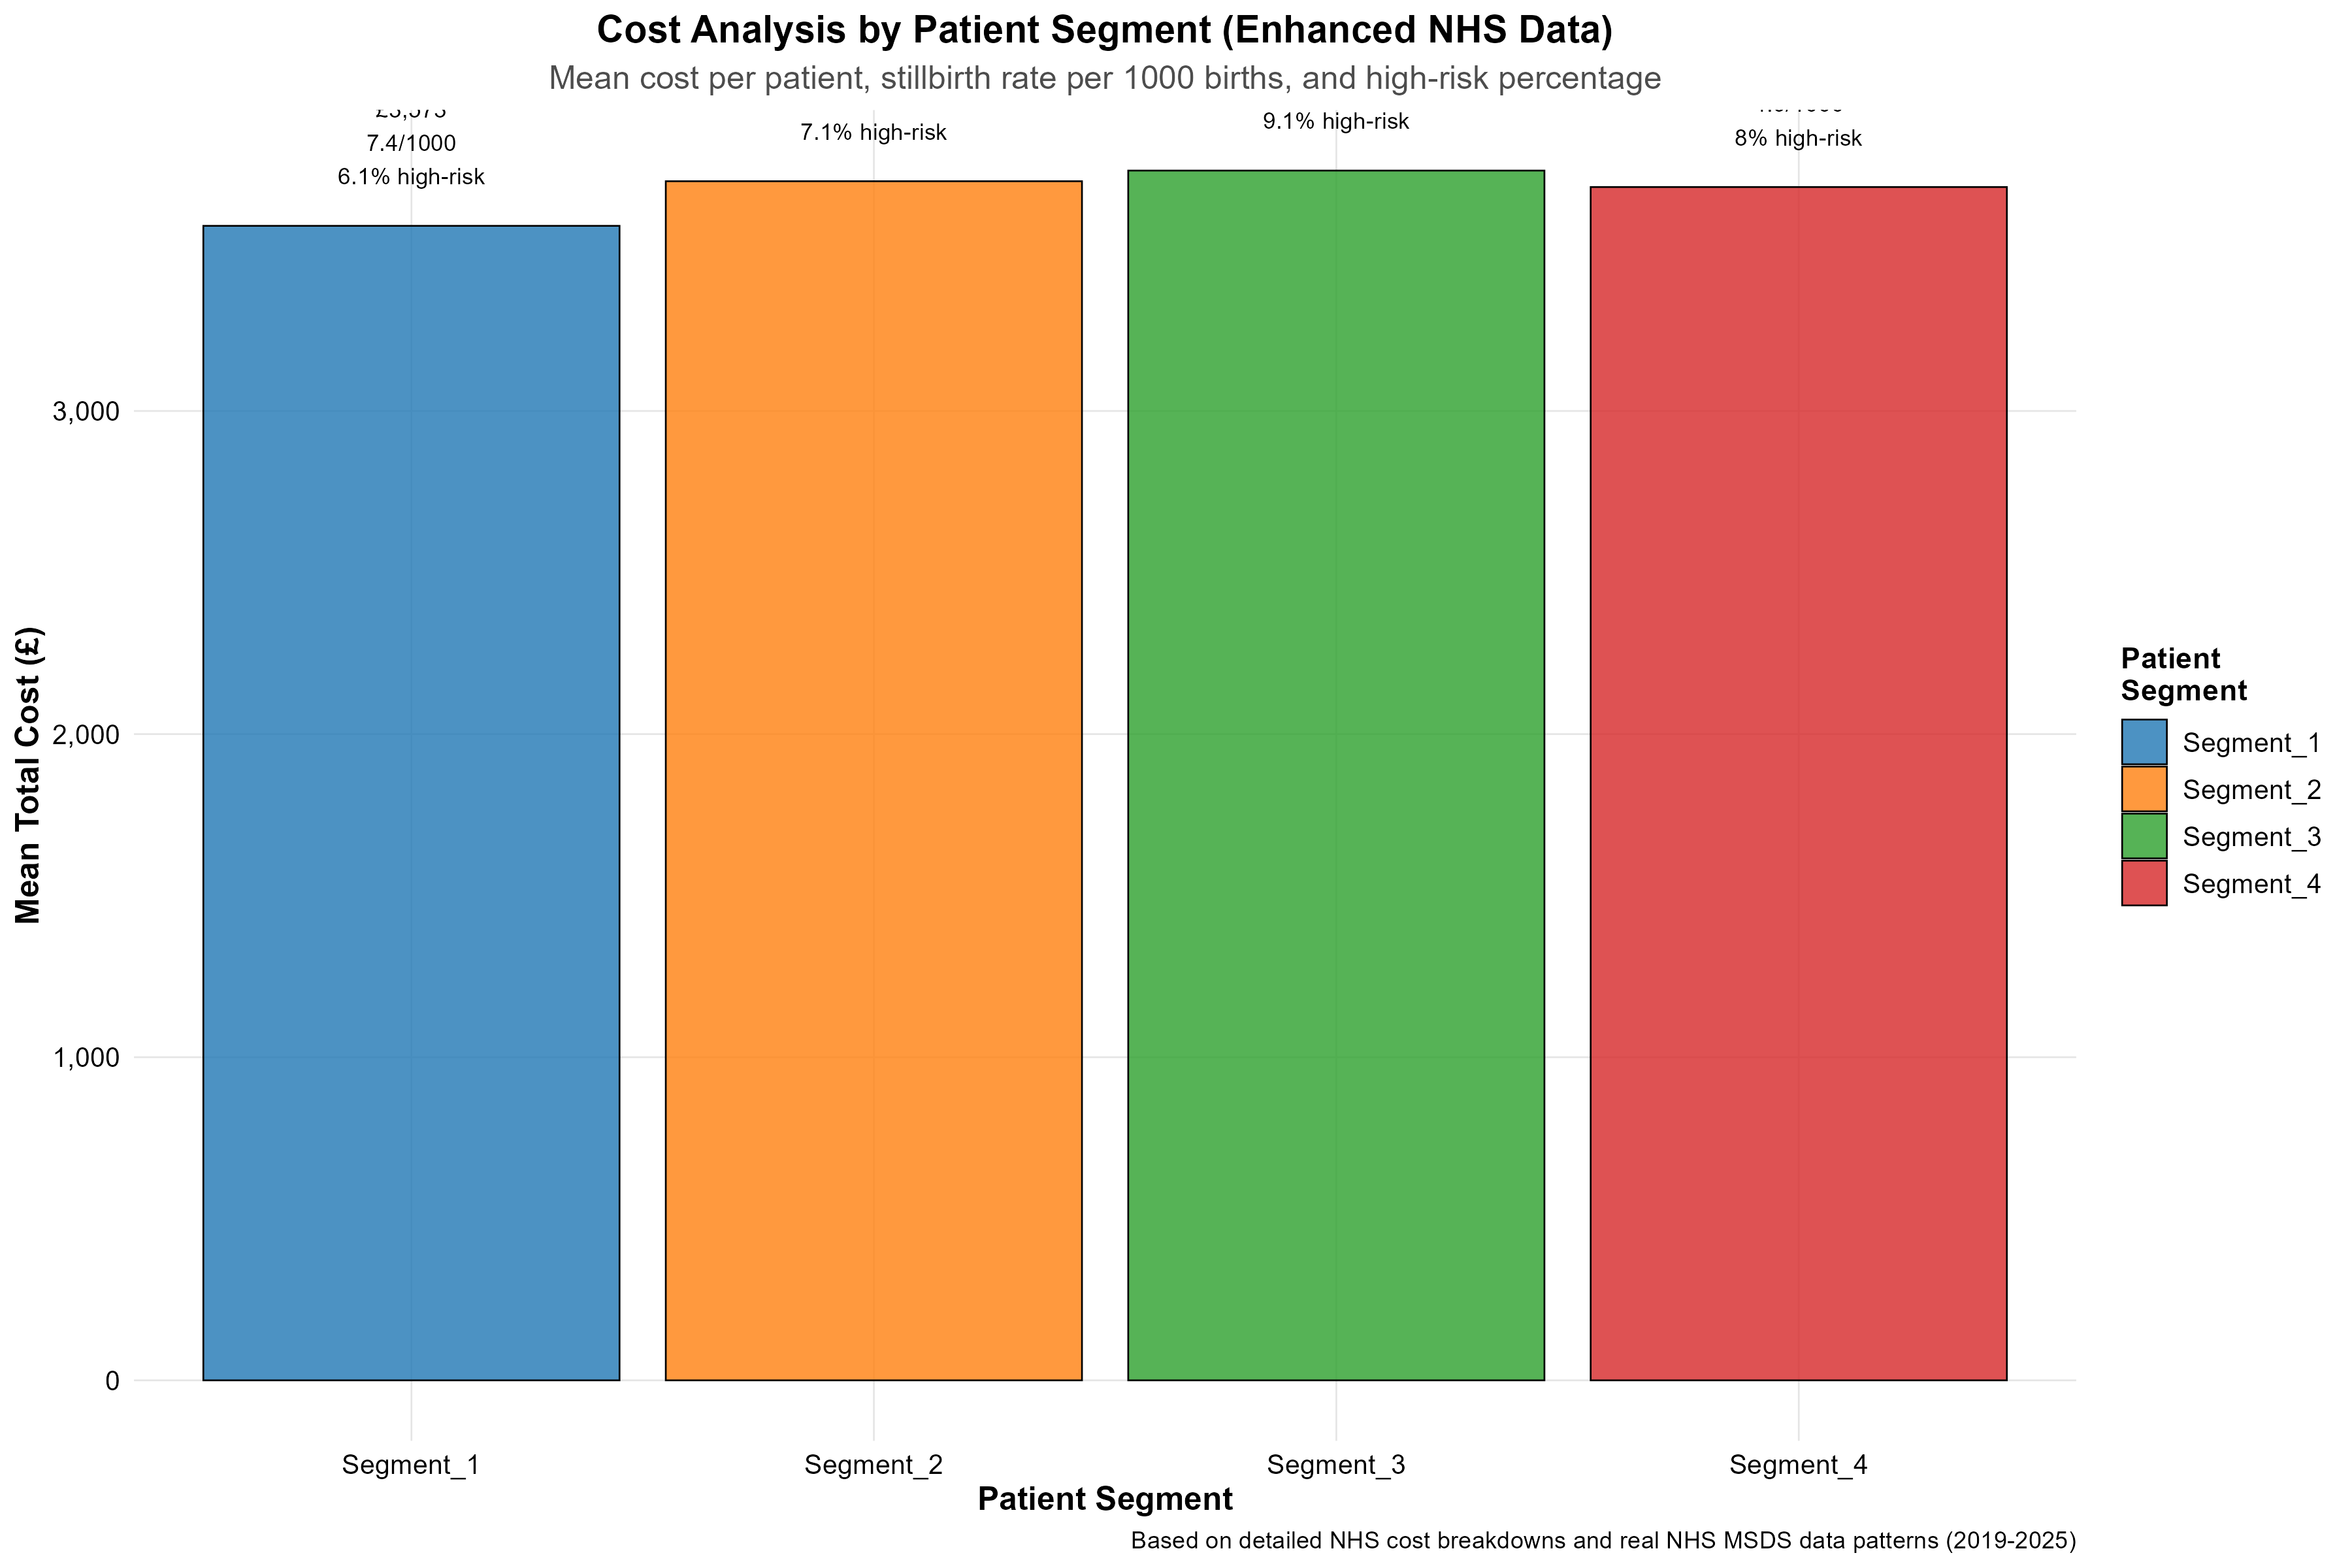 Cost Analysis by Patient Segment (Enhanced NHS Data)
Mean cost per patient, stillbirth rate per 1000 births, and high-risk percentage
7.4/1000
6.1% high-risk
7.1% high-risk
9.1% high-risk
8% high-risk
Mean Total Cost (£)
3,000
2,000
1,000
0
Segment_1
Segment_2
Segment_3
Segment_4
Patient Segment
Patient
Segment
Segment_1
Segment_2
Segment_3
Segment_4
Based on detailed NHS cost breakdowns and real NHS MSDS data patterns (2019-2025)